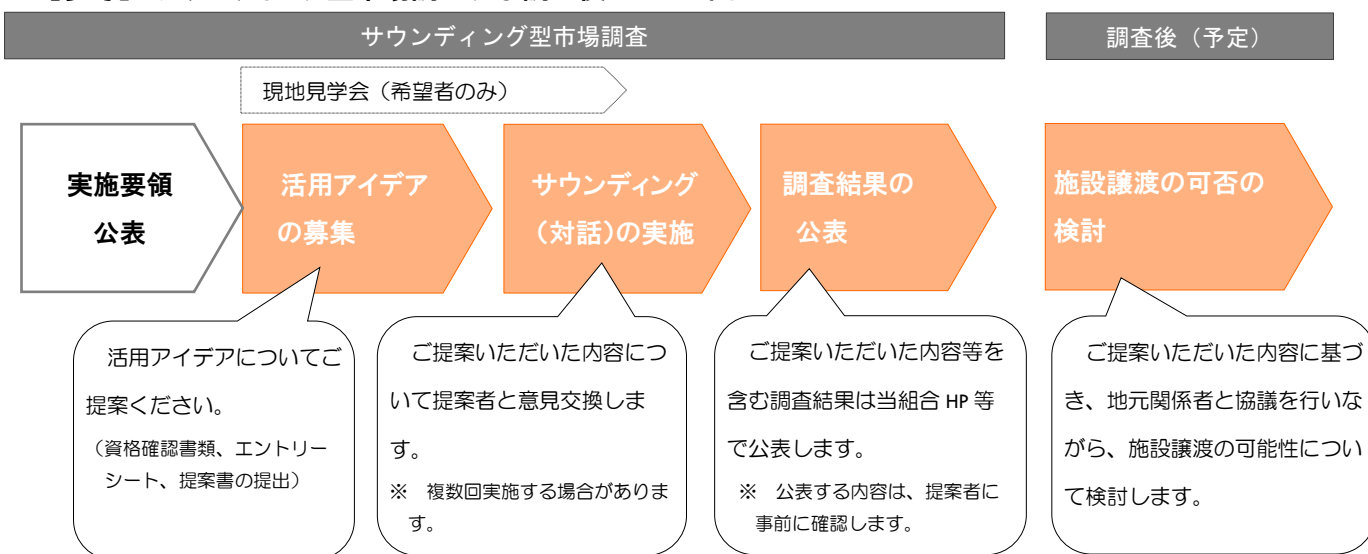 サウンディング型市場調査
調査後（予定）
現地見学会（希望者のみ）
実施要領
公表
活用アイデア
の募集
サウンディング
（対話）の実施
調査結果の
公表
施設譲渡の可否の
検討
活用アイデアについてご
提案ください。
（資格確認書類、エントリー
シート、提案書の提出）
ご提案いただいた内容につ
いて提案者と意見交換しま
す。
※　複数回実施する場合がありま
す。
ご提案いただいた内容等を
含む調査結果は当組合 HP 等
で公表します。
※　公表する内容は、提案者に
事前に確認します。
ご提案いただいた内容に基づ
き、地元関係者と協議を行いな
がら、施設譲渡の可能性につい
て検討します。